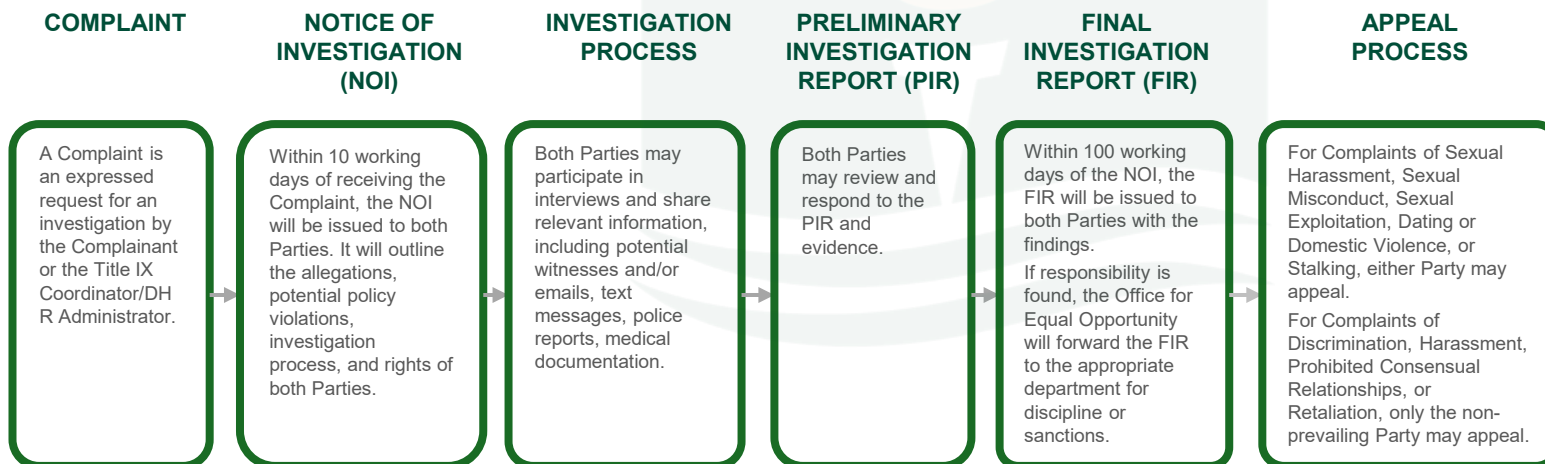 COMPLAINT
A Complaint is
an expressed
request for an
investigation by
the Complainant
or the Title IX
Coordinator/DH
R Administrator.
NOTICE OF
INVESTIGATION
(NOI)
Within 10 working
days of receiving the
Complaint, the NOI
will be issued to both
Parties. It will outline
the allegations,
potential policy
violations,
investigation
process, and rights of
both Parties.
INVESTIGATION
PROCESS
Both Parties may
participate in
interviews and share
relevant information,
including potential
witnesses and/or
emails, text
messages, police
reports, medical
documentation.
PRELIMINARY
INVESTIGATION
REPORT (PIR)
Both Parties
may review and
respond to the
PIR and
evidence.
FINAL
INVESTIGATION
REPORT (FIR)
Within 100 working
days of the NOI, the
FIR will be issued to
both Parties with the
findings.
If responsibility is
found, the Office for
Equal Opportunity
will forward the FIR
to the appropriate
department for
discipline or
sanctions.
APPEAL
PROCESS
For Complaints of Sexual
Harassment, Sexual
Misconduct, Sexual
Exploitation, Dating or
Domestic Violence, or
Stalking, either Party may
appeal.
For Complaints of
Discrimination, Harassment,
Prohibited Consensual
Relationships, or
Retaliation, only the non-
prevailing Party may appeal.